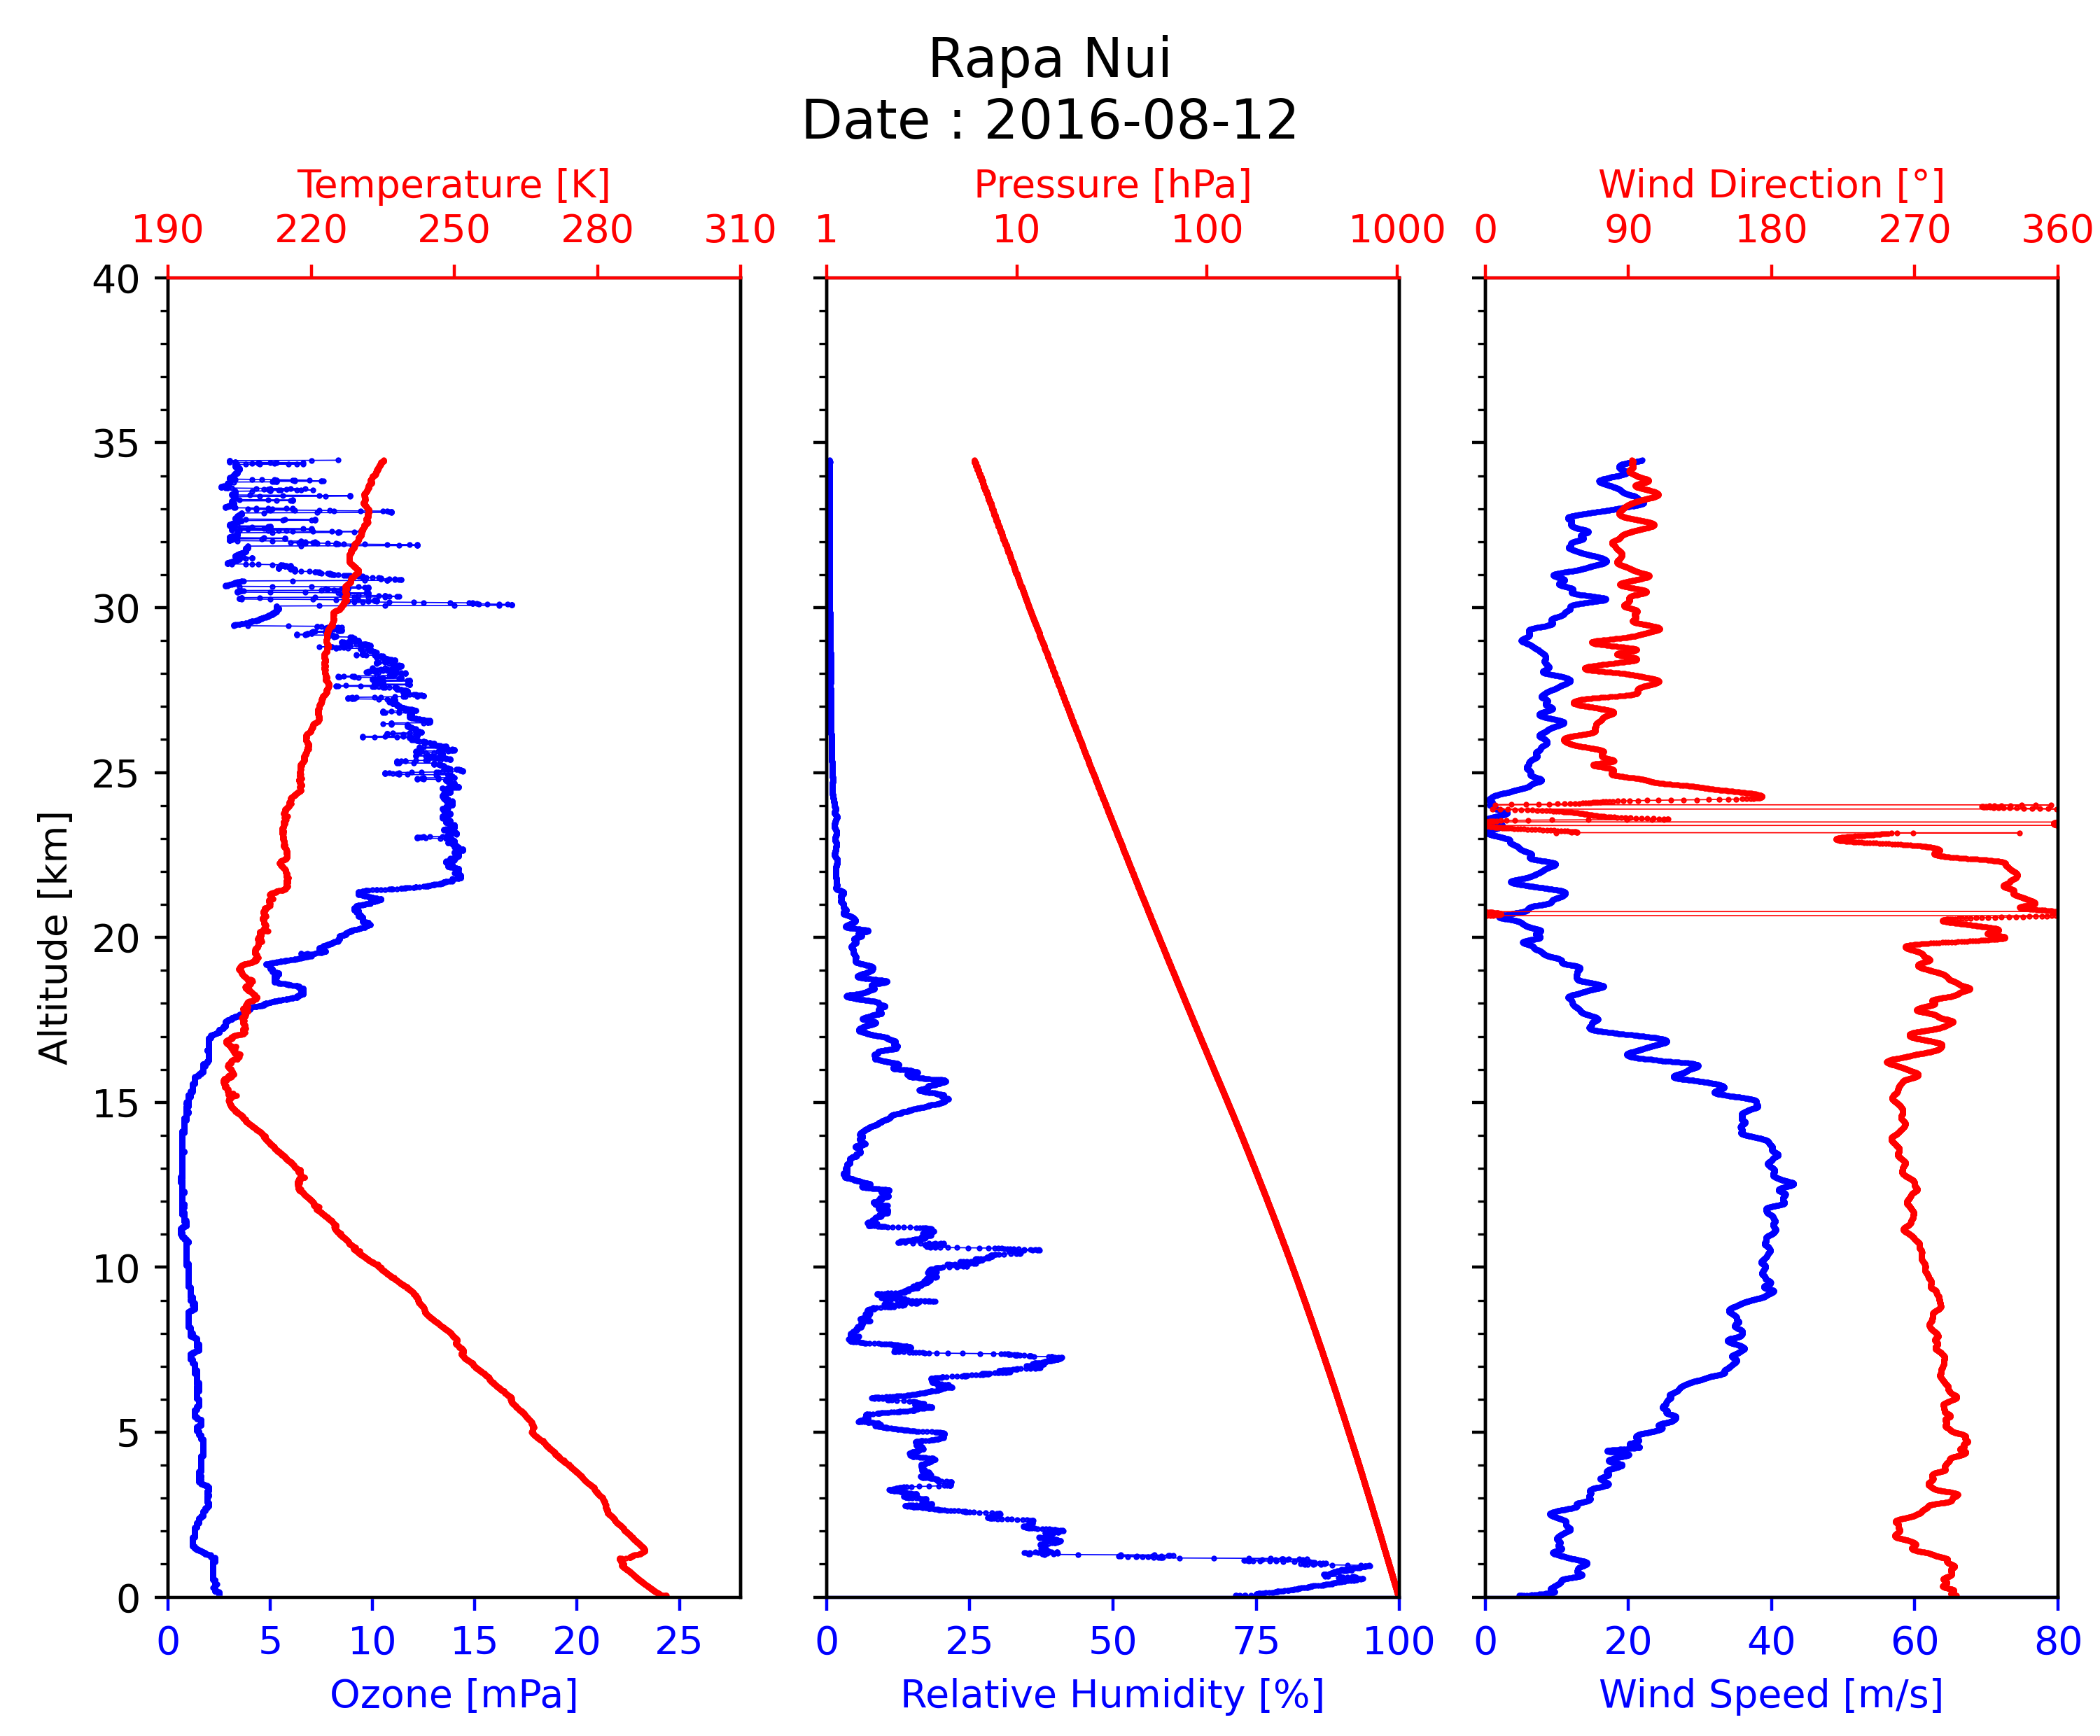 Rapa Nui
Date : 2016-08-12
Temperature [K]
190 220 250 280 310
Pressure [hPa]
1 10 100 1000
Wind Direction [°]
0 90 180 270 360
Altitude [km]
40
35
30
25
20
15
10
5
0
0 5 10 15 20 25
Ozone [mPa]
0 25 50 75 100
Relative Humidity [%]
0 20 40 60 80
Wind Speed [m/s]